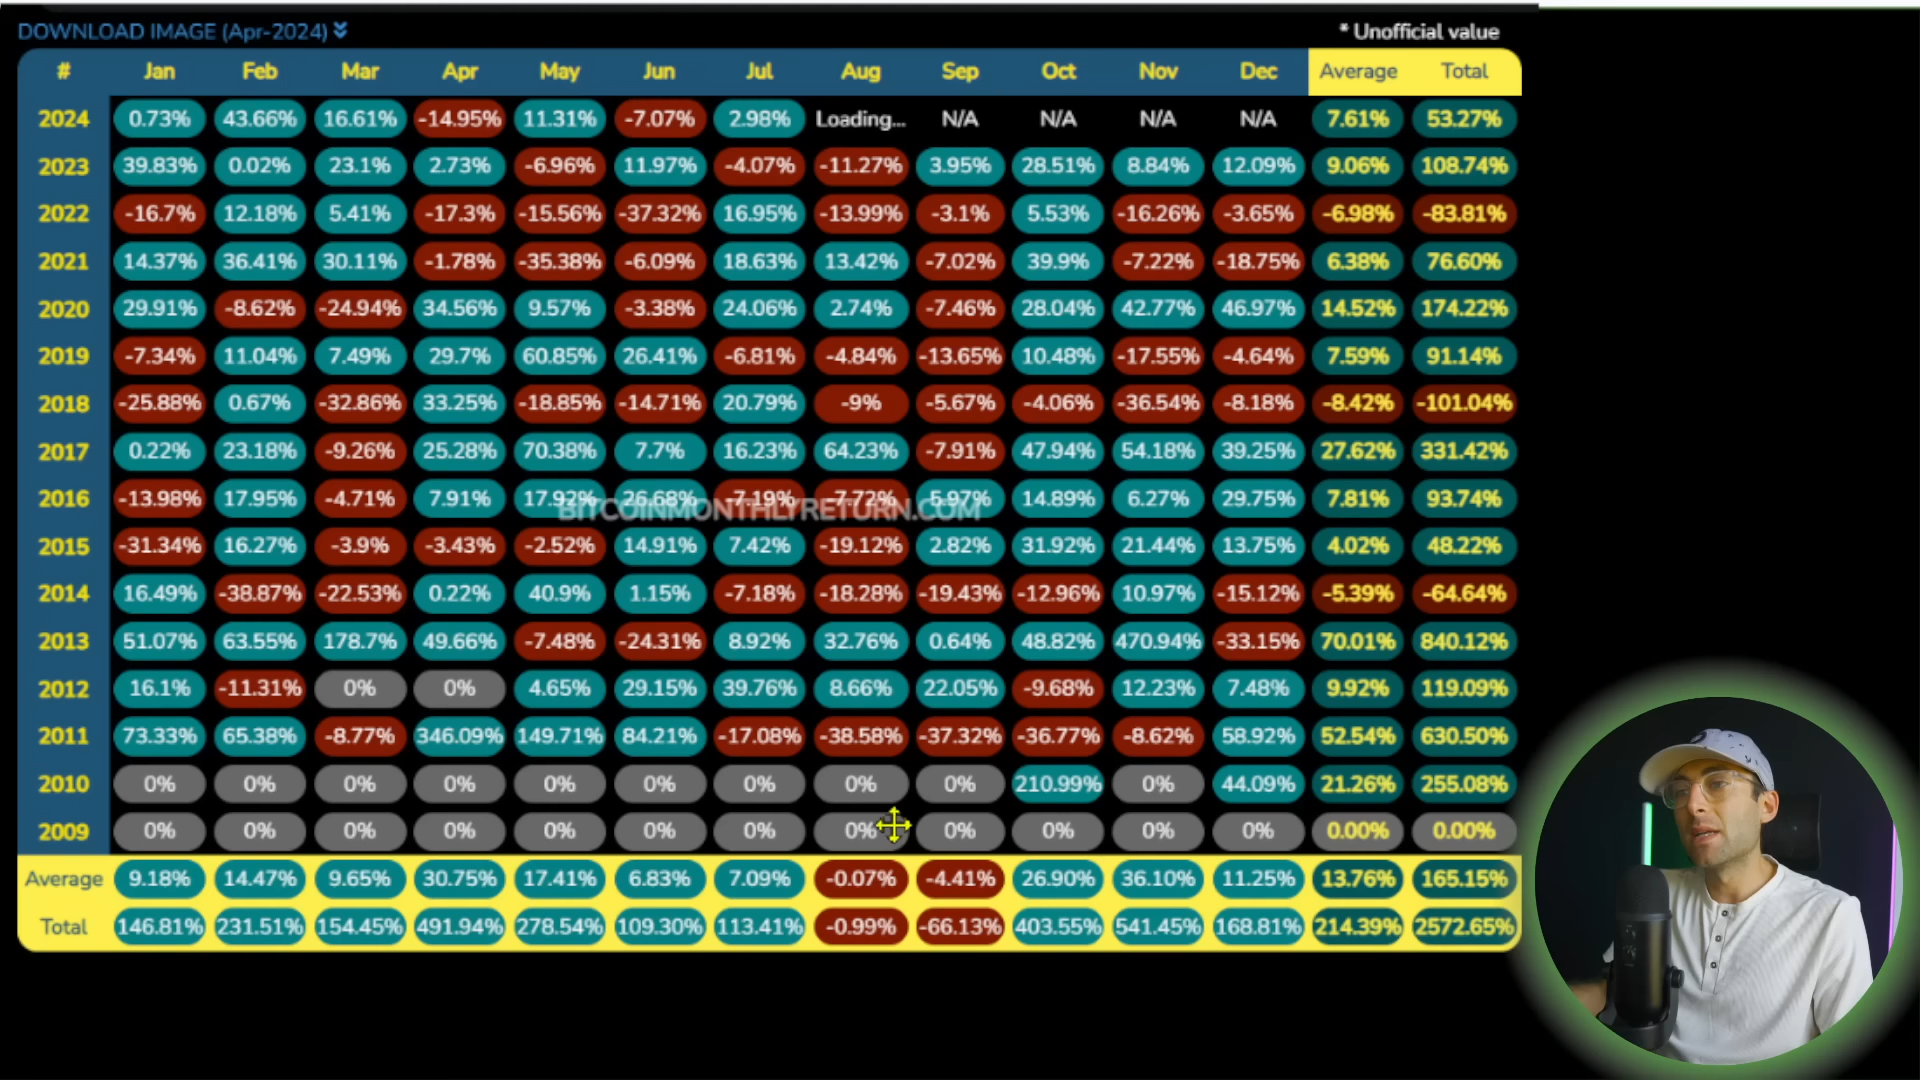 DOWNLOAD IMAGE (Apr-2024)
* Unofficial value
# Jan Feb Mar Apr May Jun Jul Aug Sep Oct Nov Dec Average Total
2024 0.73% 43.66% 16.61% -14.95% 11.31% -7.07% 2.98% Loading... N/A N/A N/A N/A 7.61% 53.27%
2023 39.83% 0.02% 23.1% 2.73% -6.96% 11.97% -4.07% -11.27% 3.95% 28.51% 8.84% 12.09% 9.06% 108.74%
2022 -16.7% 12.18% 5.41% -17.3% -15.56% -37.32% 16.95% -13.99% -3.1% 5.53% -16.26% -3.65% -6.98% -83.81%
2021 14.37% 36.41% 30.11% -1.78% -35.38% -6.09% 18.63% 13.42% -7.02% 39.9% -7.22% -18.75% 6.38% 76.60%
2020 29.91% -8.62% -24.94% 34.56% 9.57% -3.38% 24.06% 2.74% -7.46% 28.04% 42.77% 46.97% 14.52% 174.22%
2019 -7.34% 11.04% 7.49% 29.7% 60.85% 26.41% -6.81% -4.84% -13.65% 10.48% -17.55% -4.64% 7.59% 91.14%
2018 -25.88% 0.67% -32.86% 33.25% -18.85% -14.71% 20.79% -9% -5.67% -4.06% -36.54% -8.18% -8.42% -101.04%
2017 0.22% 23.18% -9.26% 25.28% 70.38% 7.7% 16.23% 64.23% -7.91% 47.94% 54.18% 39.25% 27.62% 331.42%
2016 -13.98% 17.95% -4.71% 7.91% 17.92% 26.68% -7.19% -7.72% 5.97% 14.89% 6.27% 29.75% 7.81% 93.74%
BITCOINMONTHLYRETURN.COM
2015 -31.34% 16.27% -3.9% -3.43% -2.52% 14.91% 7.42% -19.12% 2.82% 31.92% 21.44% 13.75% 4.02% 48.22%
2014 16.49% -38.87% -22.53% 0.22% 40.9% 1.15% -7.18% -18.28% -19.43% -12.96% 10.97% -15.12% -5.39% -64.64%
2013 51.07% 63.55% 178.7% 49.66% -7.48% -24.31% 8.92% 32.76% 0.64% 48.82% 470.94% -33.15% 70.01% 840.12%
2012 16.1% -11.31% 0% 0% 4.65% 29.15% 39.76% 8.66% 22.05% -9.68% 12.23% 7.48% 9.92% 119.09%
2011 73.33% 65.38% -8.77% 346.09% 149.71% 84.21% -17.08% -38.58% -37.32% -36.77% -8.62% 58.92% 52.54% 630.50%
2010 0% 0% 0% 0% 0% 0% 0% 0% 0% 210.99% 0% 44.09% 21.26% 255.08%
2009 0% 0% 0% 0% 0% 0% 0% 0% 0% 0% 0% 0% 0.00% 0.00%
Average 9.18% 14.47% 9.65% 30.75% 17.41% 6.83% 7.09% -0.07% -4.41% 26.90% 36.10% 11.25% 13.76% 165.15%
Total 146.81% 231.51% 154.45% 491.94% 278.54% 109.30% 113.41% -0.99% -66.13% 403.55% 541.45% 168.81% 214.39% 2572.65%